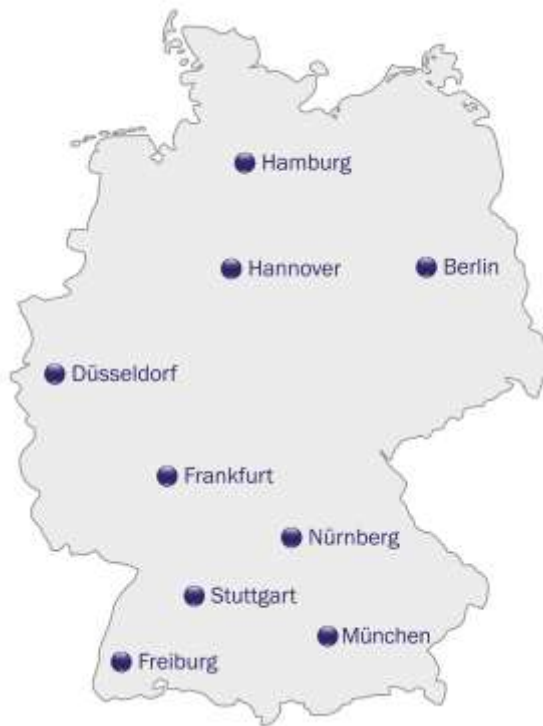 Hamburg
Hannover
Berlin
Düsseldorf
Frankfurt
Nürnberg
Stuttgart
München
Freiburg